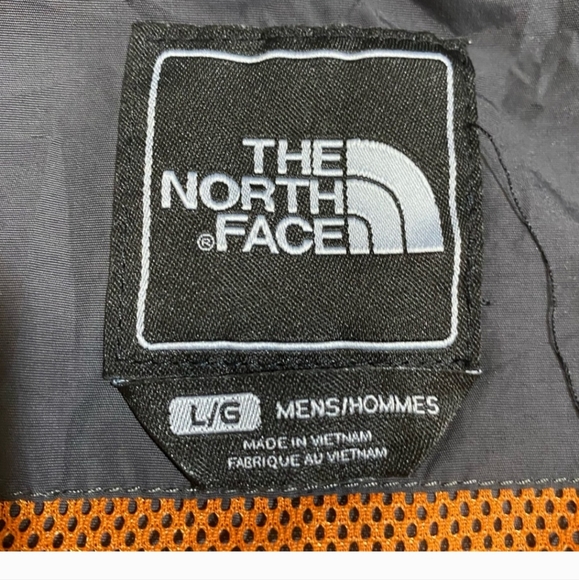 THE
NORTH
®FACE
L/G MENS/HOMMES
MADE IN VIETNAM
FABRIQUE AU VIETNAM